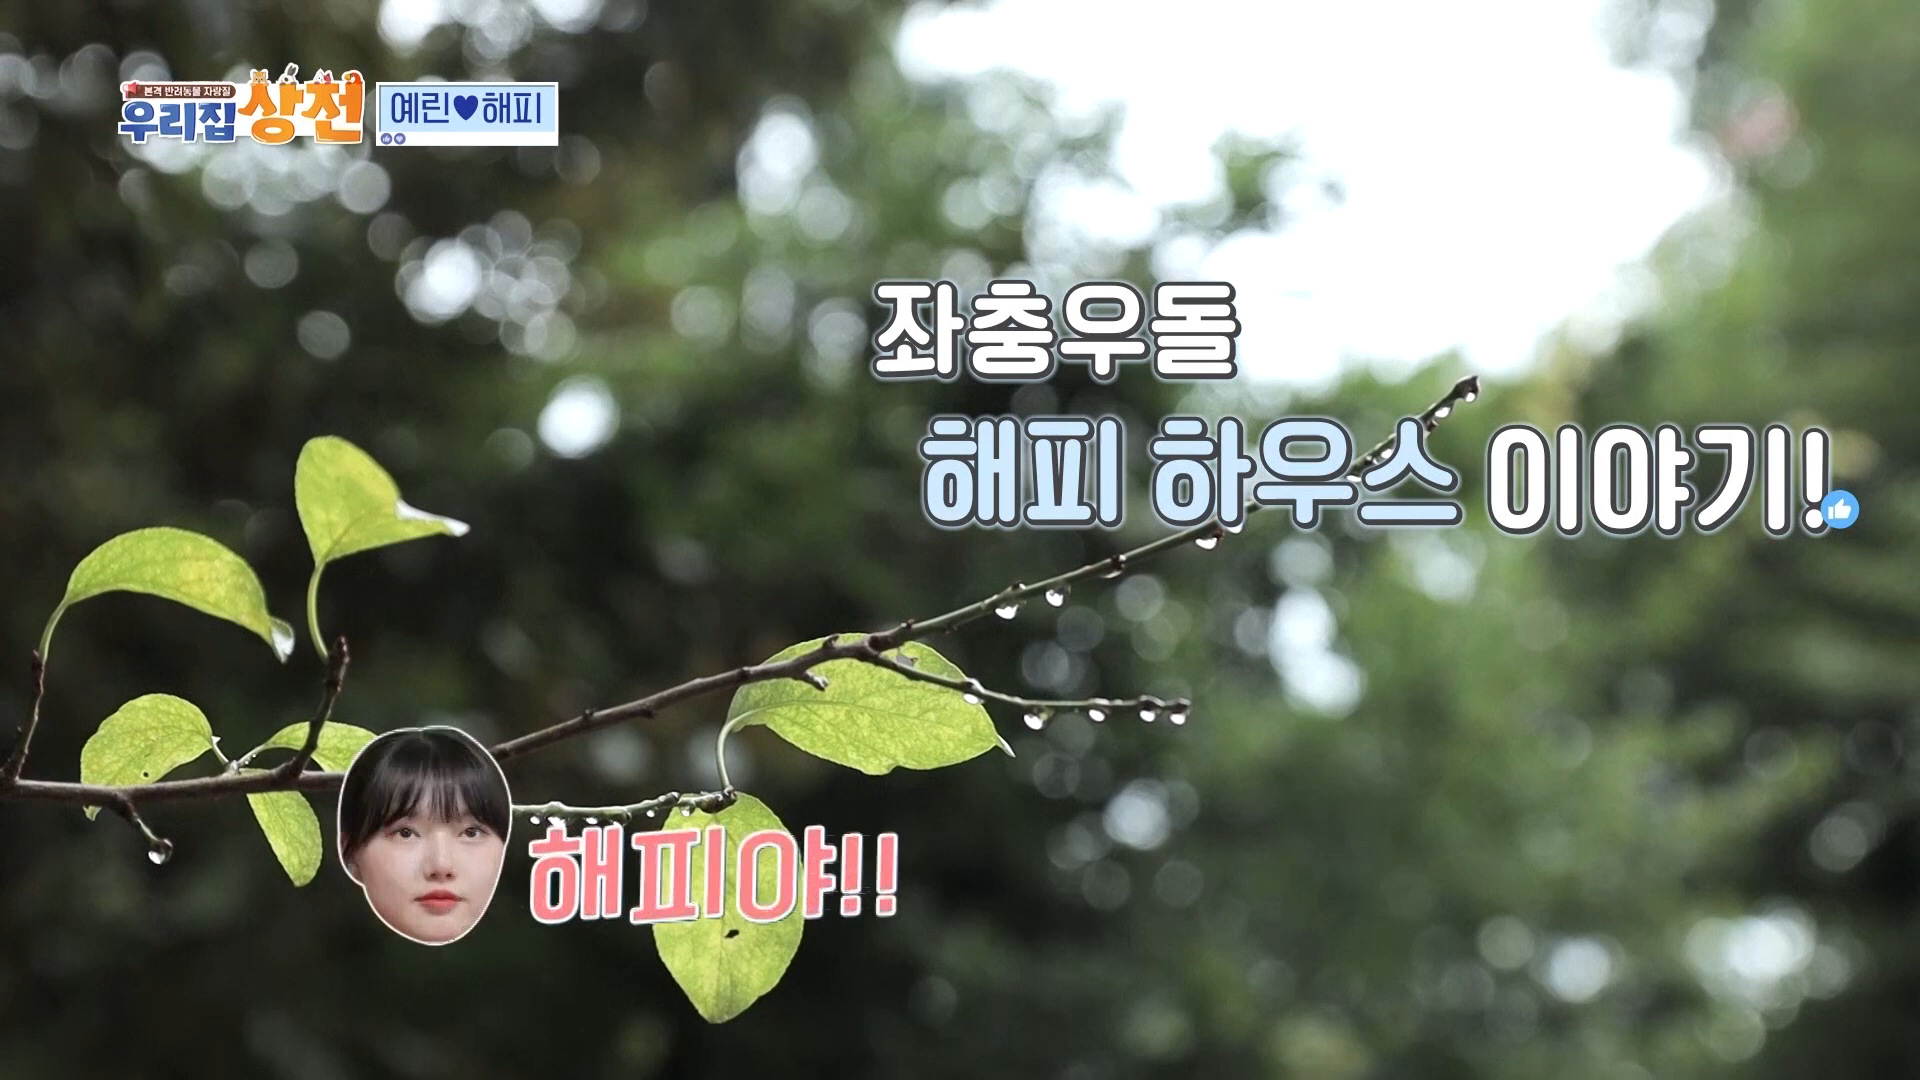 본격 반려동물 자랑질
우리집 상전
예린♥해피
좌충우돌
해피 하우스 이야기!
해피야!!